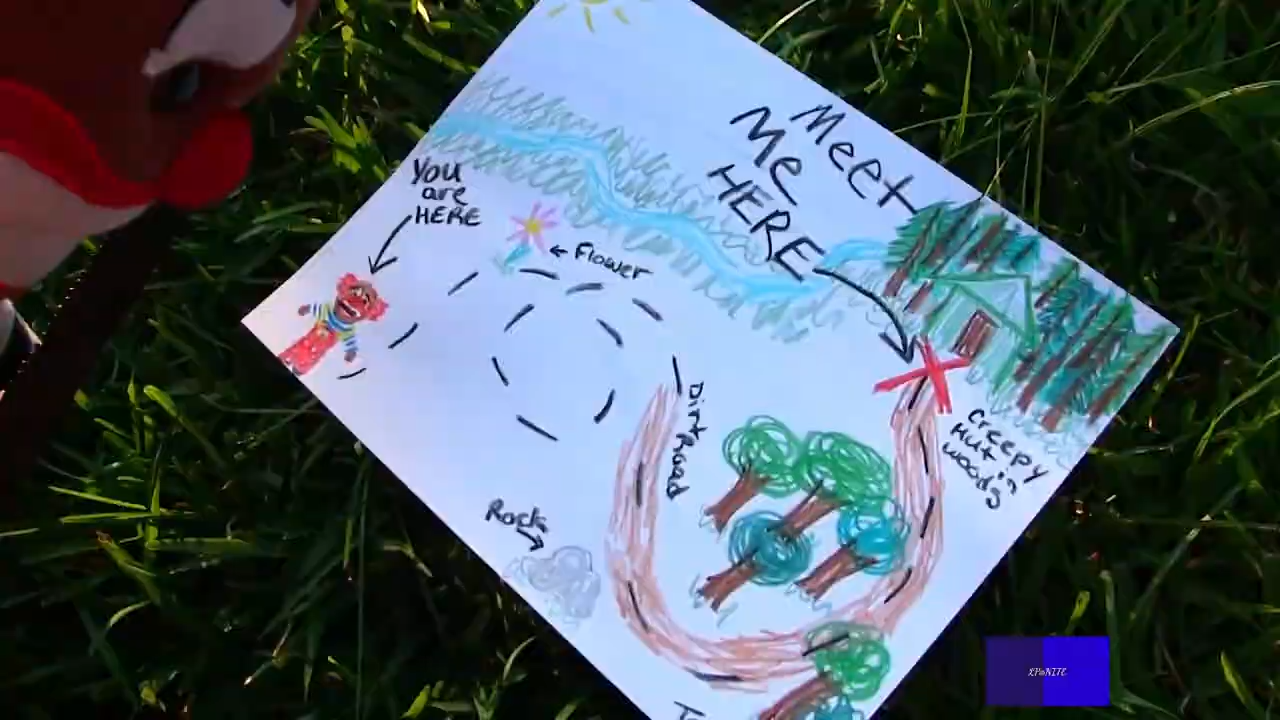 Meet
Me
HERE
You
are
HERE
← Flower
Dirt Road
Creepy
Hut in
woods
Rock